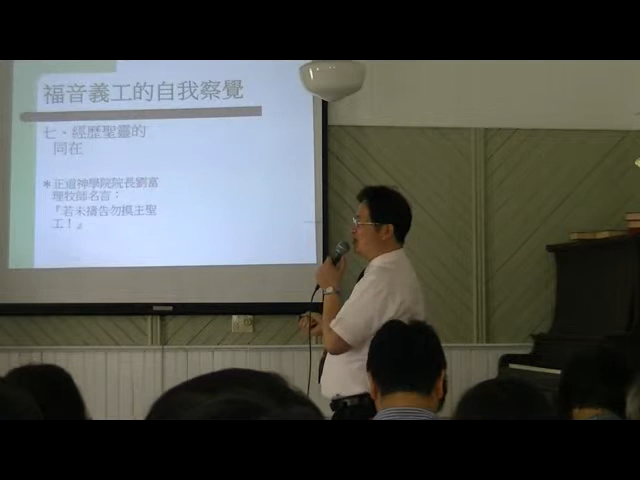 福音義工的自我察覺
七、經歷聖靈的
同在
*正道神學院院長劉富
理牧師名言：
『若未禱告勿摸主聖
工！』